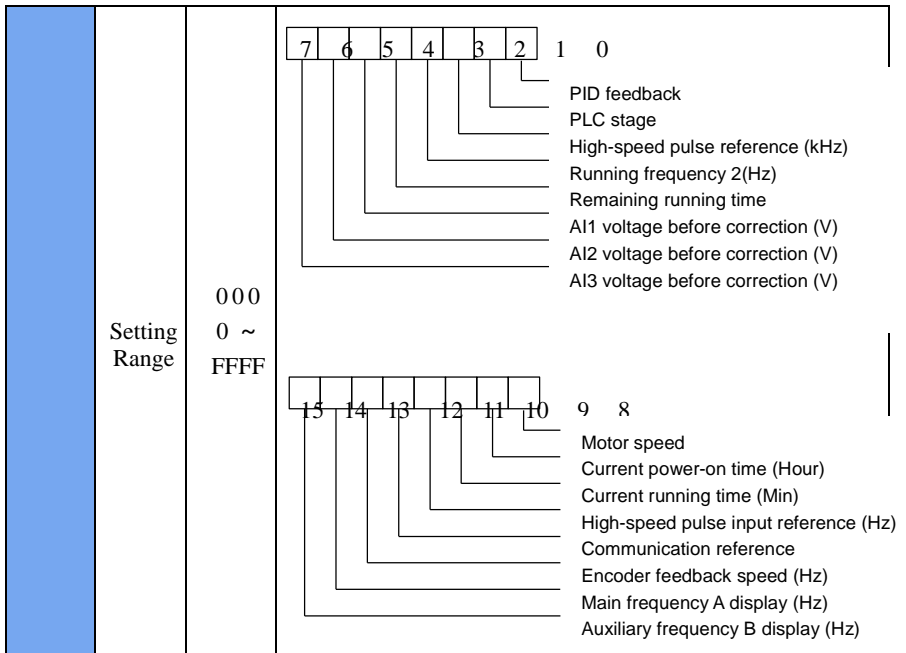 7 6 5 4 3 2 1 0
PID feedback
PLC stage
High-speed pulse reference (kHz)
Running frequency 2(Hz)
Remaining running time
AI1 voltage before correction (V)
AI2 voltage before correction (V)
AI3 voltage before correction (V)
Setting
Range
000
0 ~
FFFF
15 14 13 12 11 10 9 8
Motor speed
Current power-on time (Hour)
Current running time (Min)
High-speed pulse input reference (Hz)
Communication reference
Encoder feedback speed (Hz)
Main frequency A display (Hz)
Auxiliary frequency B display (Hz)